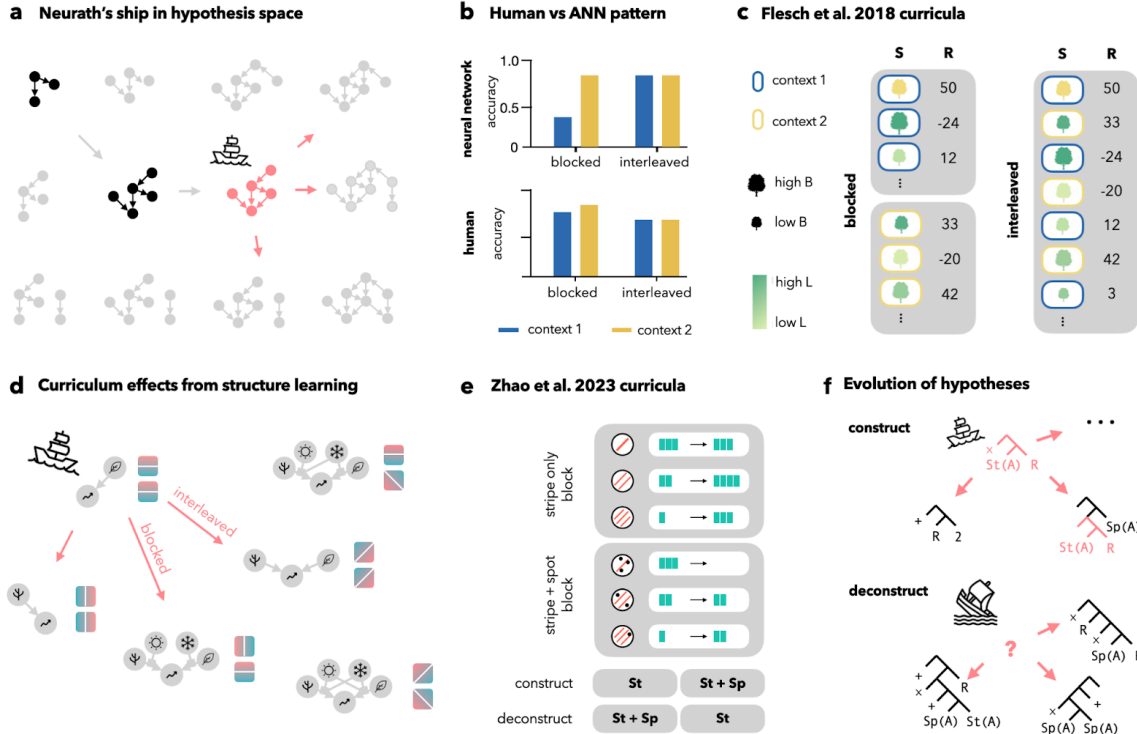 a Neurath's ship in hypothesis space
b Human vs ANN pattern
neural network
accuracy
1.0
0.5
0
blocked interleaved
human
accuracy
blocked interleaved
context 1 context 2
c Flesch et al. 2018 curricula
context 1
context 2
high B
low B
high L
low L
blocked
S R
50
-24
12
⋮
33
-20
42
⋮
interleaved
S R
50
33
-24
-20
12
42
3
⋮
d Curriculum effects from structure learning
interleaved
blocked
e Zhao et al. 2023 curricula
stripe only
block
stripe + spot
block
construct St St + Sp
deconstruct St + Sp St
f Evolution of hypotheses
construct
...
×
St(A) R
+
R 2
Sp(A)
St(A) R
deconstruct
?
×
R
×
Sp(A)
+
R
×
+
Sp(A) St(A)
+
×
Sp(A) Sp(A)